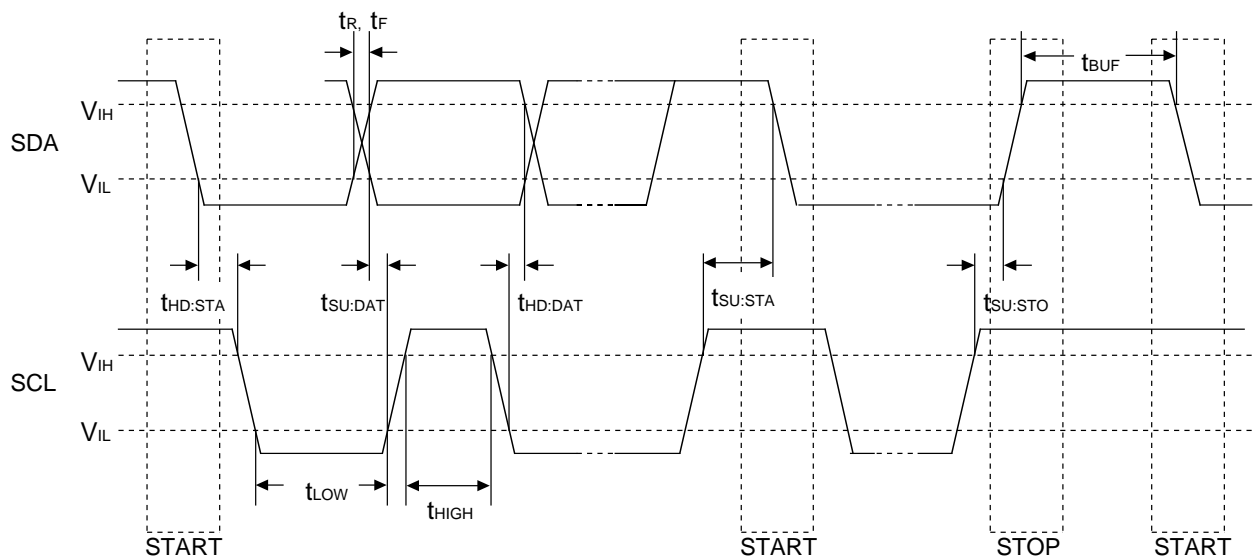 tR, tF
tBUF
VIH
SDA
VIL
tHD:STA
tSU:DAT
tHD:DAT
tSU:STA
tSU:STO
VIH
SCL
VIL
tLOW
tHIGH
START
START
STOP
START